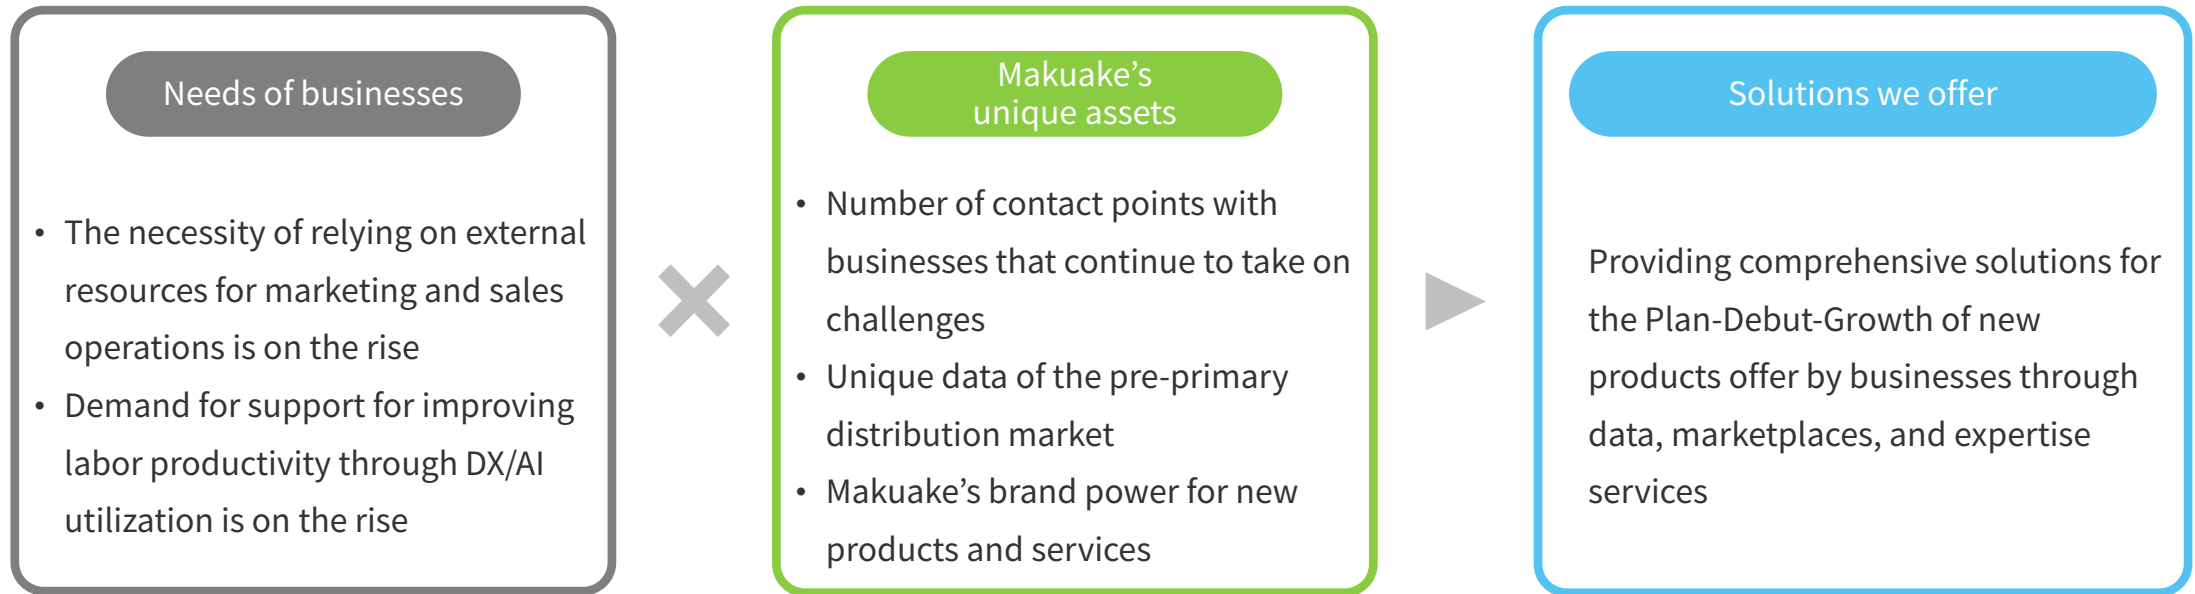 Needs of businesses
• The necessity of relying on external
resources for marketing and sales
operations is on the rise
• Demand for support for improving
labor productivity through DX/AI
utilization is on the rise
Makuake’s
unique assets
• Number of contact points with
businesses that continue to take on
challenges
• Unique data of the pre-primary
distribution market
• Makuake’s brand power for new
products and services
Solutions we offer
Providing comprehensive solutions for
the Plan-Debut-Growth of new
products offer by businesses through
data, marketplaces, and expertise
services